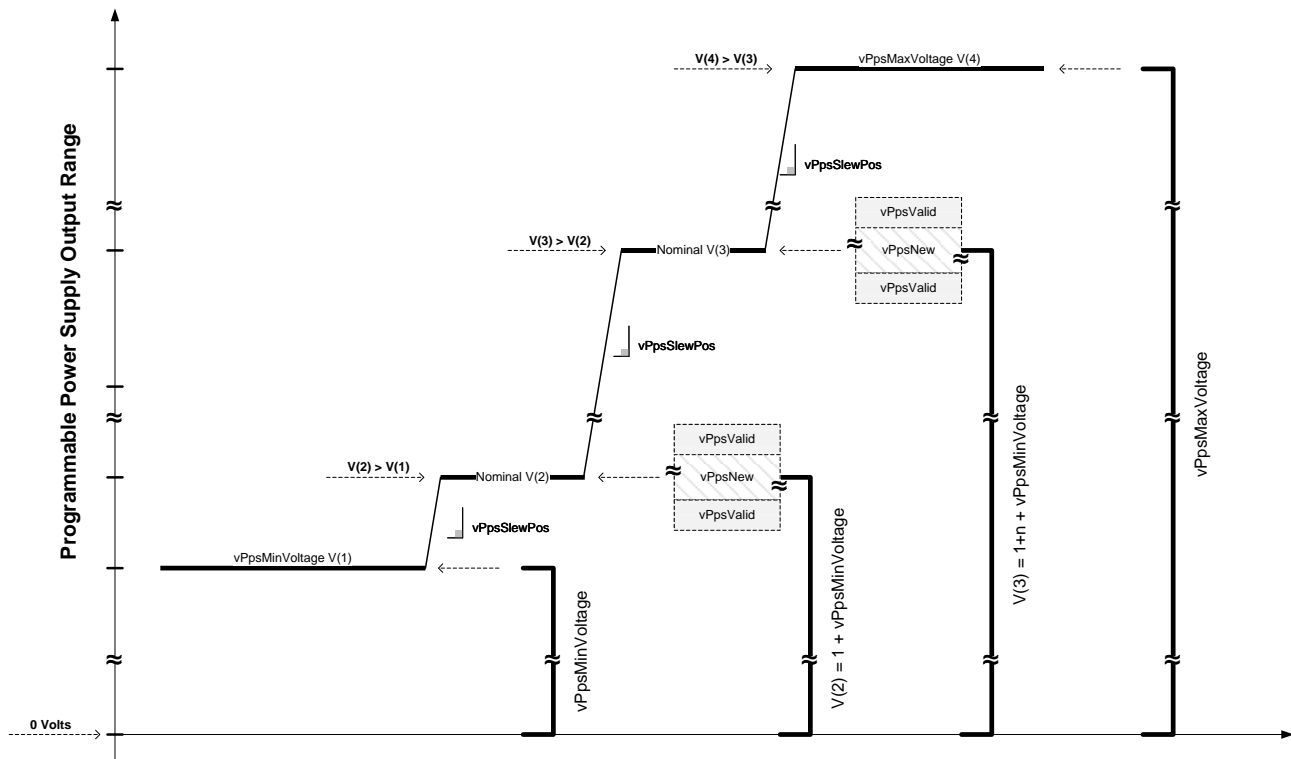 Programmable Power Supply Output Range
V(4) > V(3)
vPpsMaxVoltage V(4)
vPpsSlewPos
vPpsValid
vPpsNew
vPpsValid
V(3) > V(2)
Nominal V(3)
vPpsSlewPos
vPpsMaxVoltage
V(3) = 1+n + vPpsMinVoltage
vPpsValid
vPpsNew
vPpsValid
V(2) > V(1)
Nominal V(2)
vPpsSlewPos
V(2) = 1 + vPpsMinVoltage
vPpsMinVoltage V(1)
vPpsMinVoltage
0 Volts